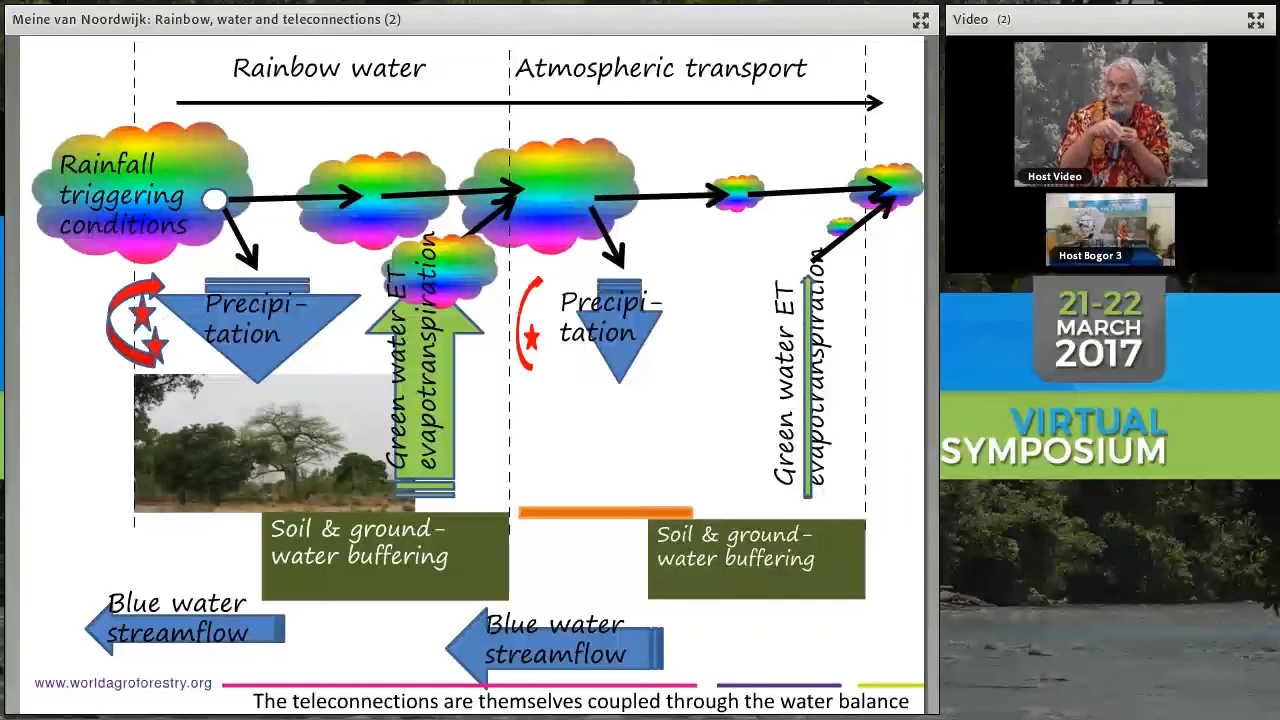 Meine van Noordwijk: Rainbow, water and teleconnections (2)
Video (2)
Rainbow water
Atmospheric transport
Rainfall
triggering
conditions
Precipi-
tation
Green water ET
evapotranspiration
Precipi-
tation
Green water ET
evapotranspiration
Soil & ground-
water buffering
Soil & ground-
water buffering
Blue water
streamflow
Blue water
streamflow
www.worldagroforestry.org
The teleconnections are themselves coupled through the water balance
Host Video
Host Bogor 3
21-22
MARCH
2017
VIRTUAL
SYMPOSIUM